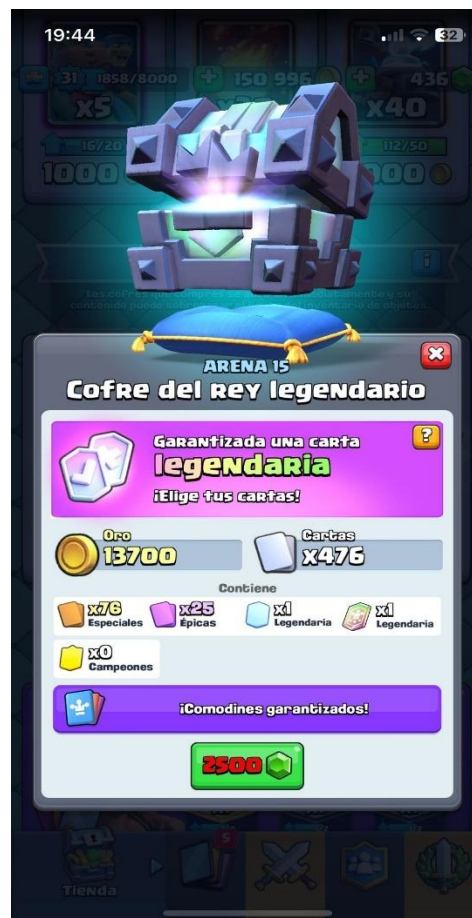 19:44
32
31 1858/8000
150 996
436
x5
x40
16/20
112/50
1000
ARENA 15
Cofre del rey legendario
Garantizada una carta
legendaria
¡Elige tus cartas!
?
Oro
13700
Cartas
x476
Contiene
x76
Especiales
x25
Épicas
x1
Legendaria
x1
Legendaria
x0
Campeones
¡Comodines garantizados!
2500
5
Tienda